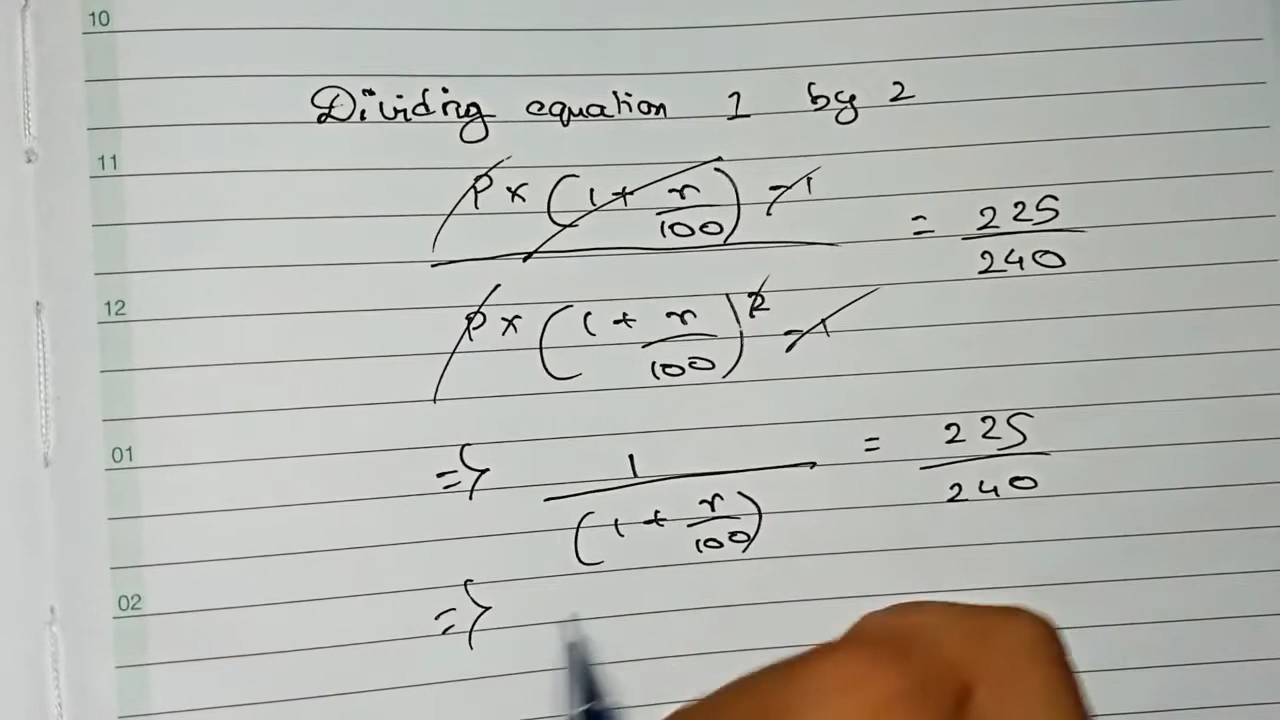 10
Dividing equation 1 by 2
11
P × (1 + r/100) - 1
= 225/240
12
P × (1 + r/100)² - 1
01
=> 1/(1 + r/100) = 225/240
02
=>